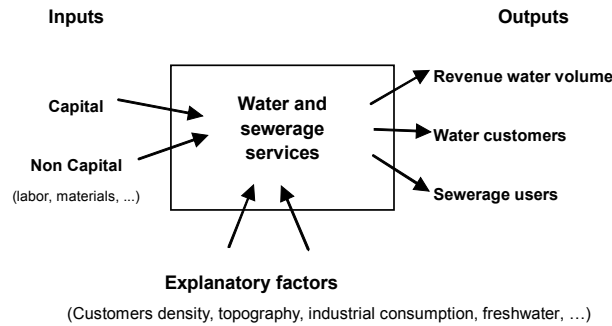 Inputs
Outputs
Capital
Non Capital
(labor, materials, ...)
Water and
sewerage
services
Revenue water volume
Water customers
Sewerage users
Explanatory factors
(Customers density, topography, industrial consumption, freshwater, …)